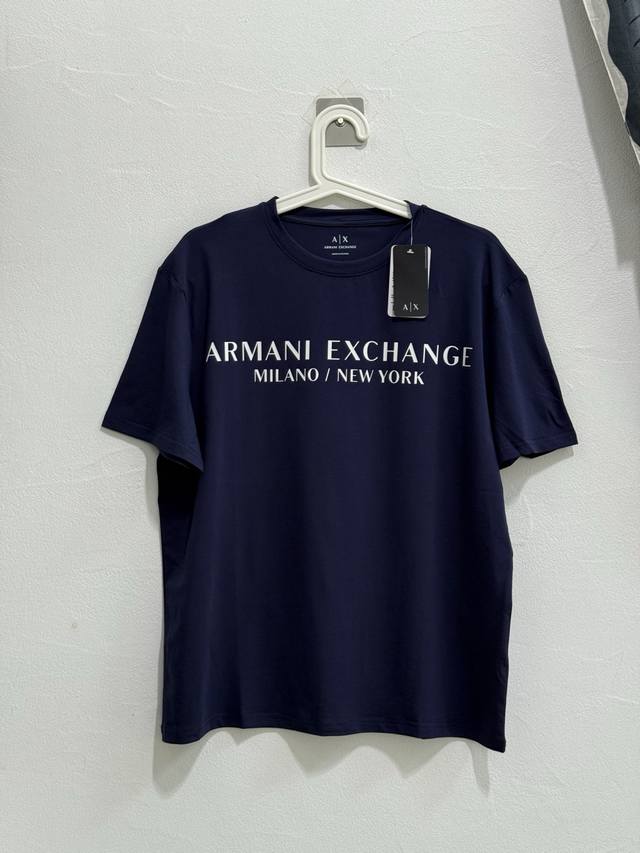 A|X
ARMANI EXCHANGE
A|X
ARMANI EXCHANGE
MILANO / NEW YORK